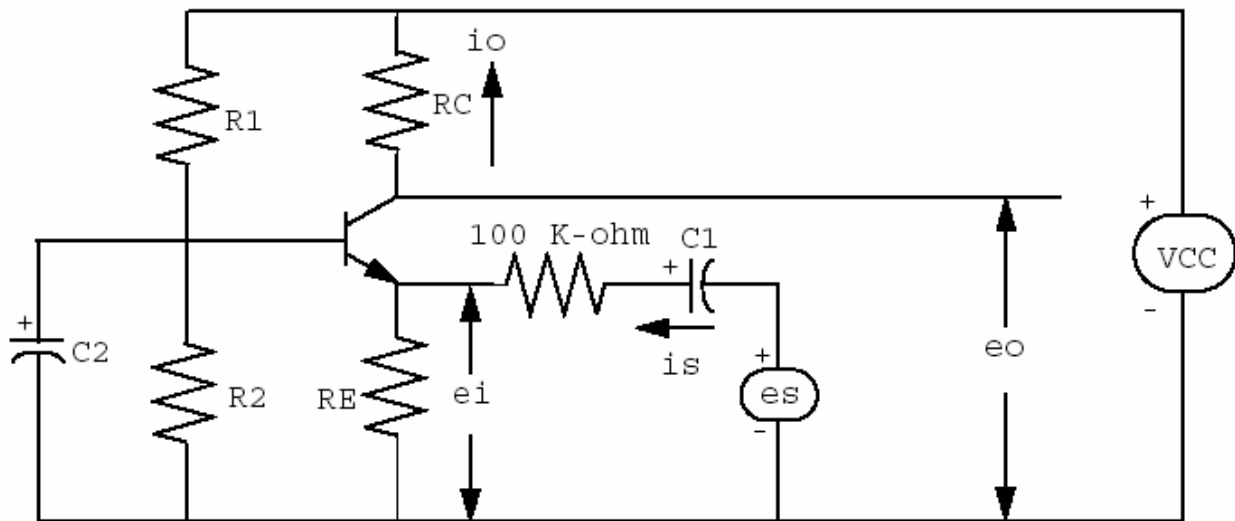 io
R1
RC
100 K-ohm
C1
+
+
VCC
-
+
C2
R2
RE
ei
is
+
es
-
eo